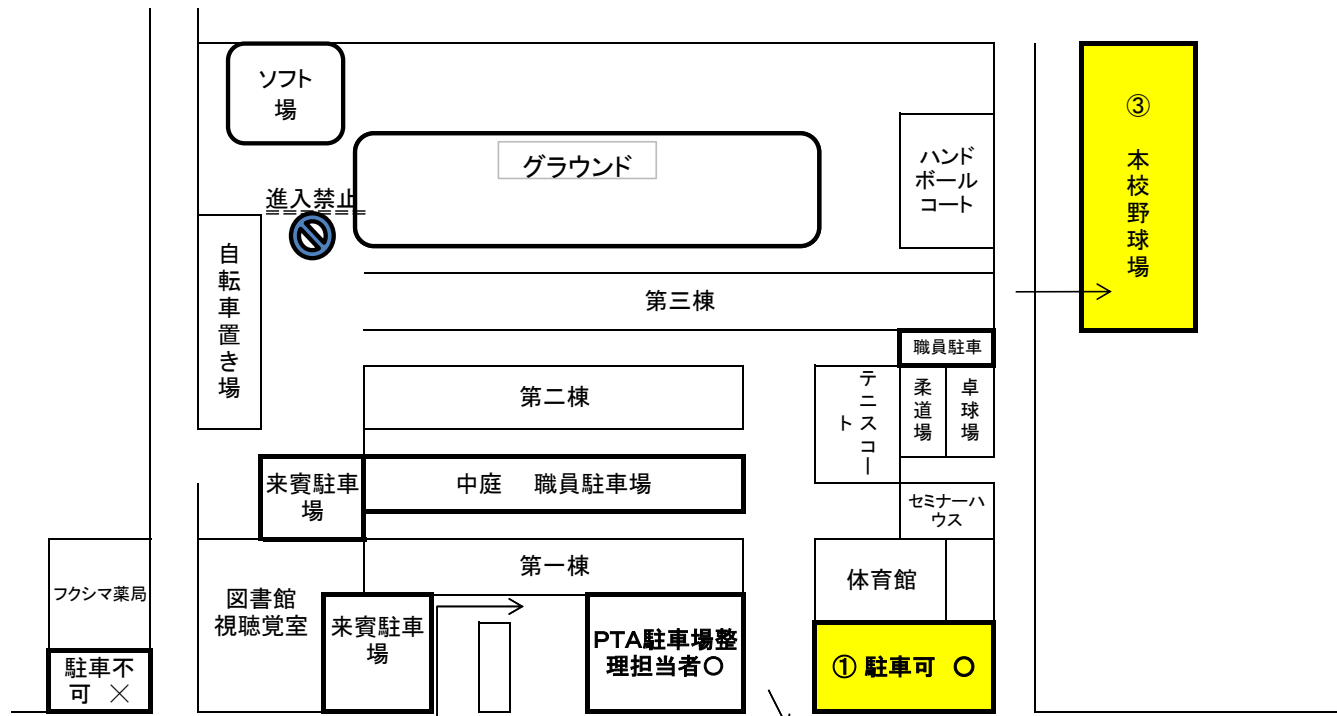 ソフト
場
③
本校野球場
グラウンド
ハンド
ボール
コート
進入禁止
======
自転車置き場
第三棟
職員駐車
第二棟
テニスコー
ト
柔道場
卓球場
来賓駐車
場
中庭　職員駐車場
セミナーハ
ウス
第一棟
体育館
フクシマ薬局
図書館
視聴覚室
来賓駐車
場
PTA駐車場整
理担当者〇
① 駐車可　〇
駐車不
可　×